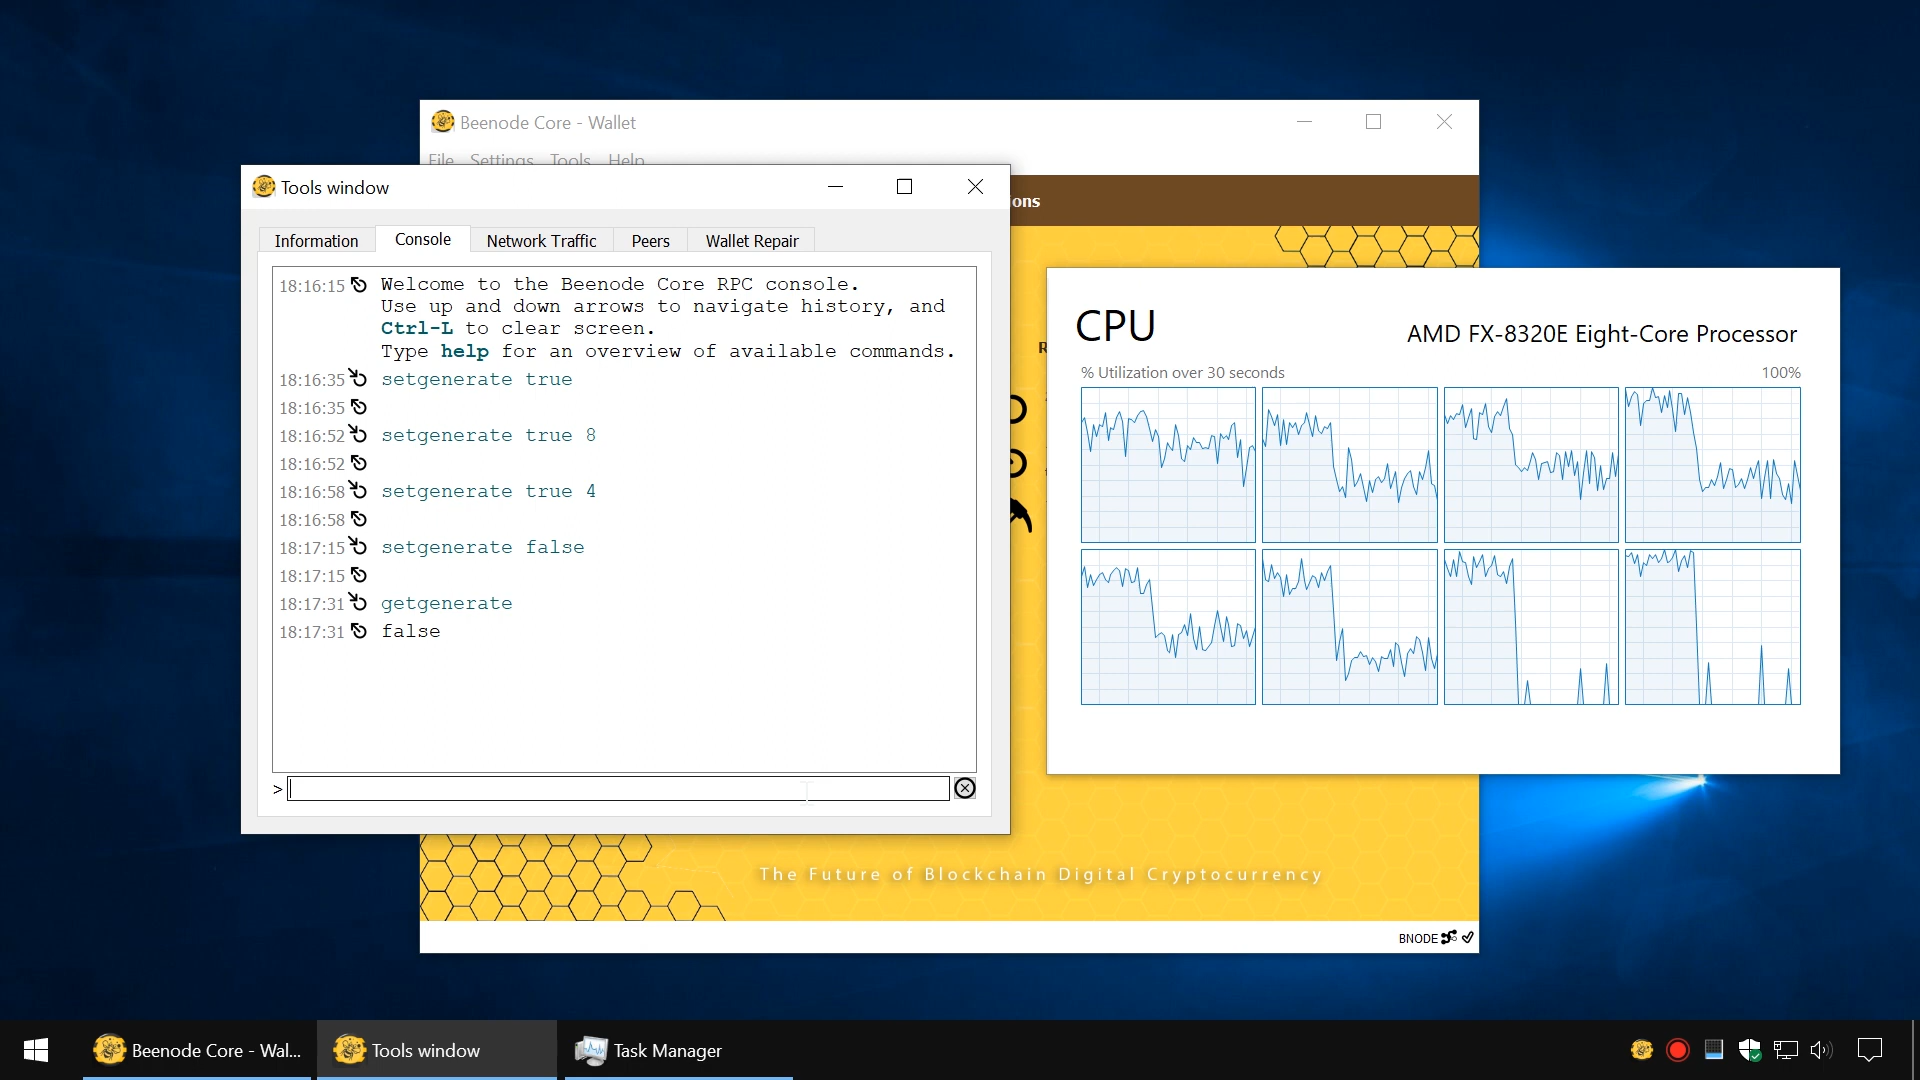 Beenode Core - Wallet
File Settings Tools Help
Tools window
ions
Information Console Network Traffic Peers Wallet Repair
18:16:15 Welcome to the Beenode Core RPC console.
Use up and down arrows to navigate history, and
Ctrl-L to clear screen.
Type help for an overview of available commands.
18:16:35 setgenerate true
18:16:35
18:16:52 setgenerate true 8
18:16:52
18:16:58 setgenerate true 4
18:16:58
18:17:15 setgenerate false
18:17:15
18:17:31 getgenerate
18:17:31 false
>
CPU
AMD FX-8320E Eight-Core Processor
% Utilization over 30 seconds 100%
The Future of Blockchain Digital Cryptocurrency
BNODE
Beenode Core - Wal...
Tools window
Task Manager